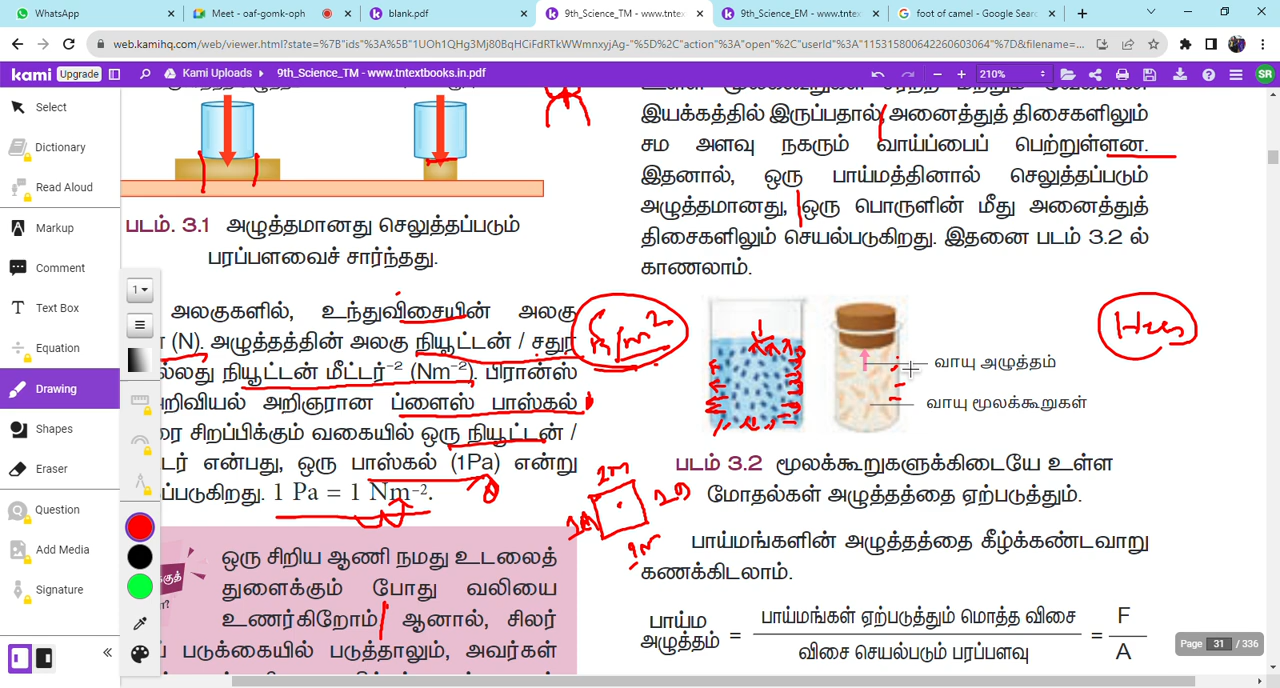 WhatsApp
Meet - oaf-gomk-oph
blank.pdf
9th_Science_TM - www.tntex
9th_Science_EM - www.tntex
foot of camel - Google Sear
web.kamihq.com/web/viewer.html?state=%7B"ids"%3A%5B"1UOh1QHg3Mj80BqHCiFdRTkWWmnxyjAg-"%5D%2C"action"%3A"open"%2C"userId"%3A"115315800642260603064"%7D&filename=...
kami Upgrade
Kami Uploads
9th_Science_TM - www.tntextbooks.in.pdf
210%
SR
Select
Dictionary
Read Aloud
Markup
Comment
Text Box
Equation
Drawing
Shapes
Eraser
Question
Add Media
Signature
1
படம். 3.1 அழுத்தமானது செலுத்தப்படும்
பரப்பளவைச் சார்ந்தது.
அலகுகளில், உந்துவிசையின் அலகு
(N). அழுத்தத்தின் அலகு நியூட்டன் / சதுர
ல்லது நியூட்டன் மீட்டர்⁻² (Nm⁻²). பிரான்ஸ்
அறிவியல் அறிஞரான ப்ளைஸ் பாஸ்கல்
ரை சிறப்பிக்கும் வகையில் ஒரு நியூட்டன் /
டர் என்பது, ஒரு பாஸ்கல் (1Pa) என்று
ப்படுகிறது. 1 Pa = 1 Nm⁻².
ஒரு சிறிய ஆணி நமது உடலைத்
துளைக்கும் போது வலியை
உணர்கிறோம் ஆனால், சிலர்
படுக்கையில் படுத்தாலும், அவர்கள்
இயக்கத்தில் இருப்பதால் அனைத்துத் திசைகளிலும்
சம அளவு நகரும் வாய்ப்பைப் பெற்றுள்ளன.
இதனால், ஒரு பாய்மத்தினால் செலுத்தப்படும்
அழுத்தமானது, ஒரு பொருளின் மீது அனைத்துத்
திசைகளிலும் செயல்படுகிறது. இதனை படம் 3.2 ல்
காணலாம்.
வாயு அழுத்தம்
வாயு மூலக்கூறுகள்
படம் 3.2 மூலக்கூறுகளுக்கிடையே உள்ள
மோதல்கள் அழுத்தத்தை ஏற்படுத்தும்.
பாய்மங்களின் அழுத்தத்தை கீழ்க்கண்டவாறு
கணக்கிடலாம்.
பாய்ம அழுத்தம் = பாய்மங்கள் ஏற்படுத்தும் மொத்த விசை / விசை செயல்படும் பரப்பளவு = F / A
Page 31 / 336